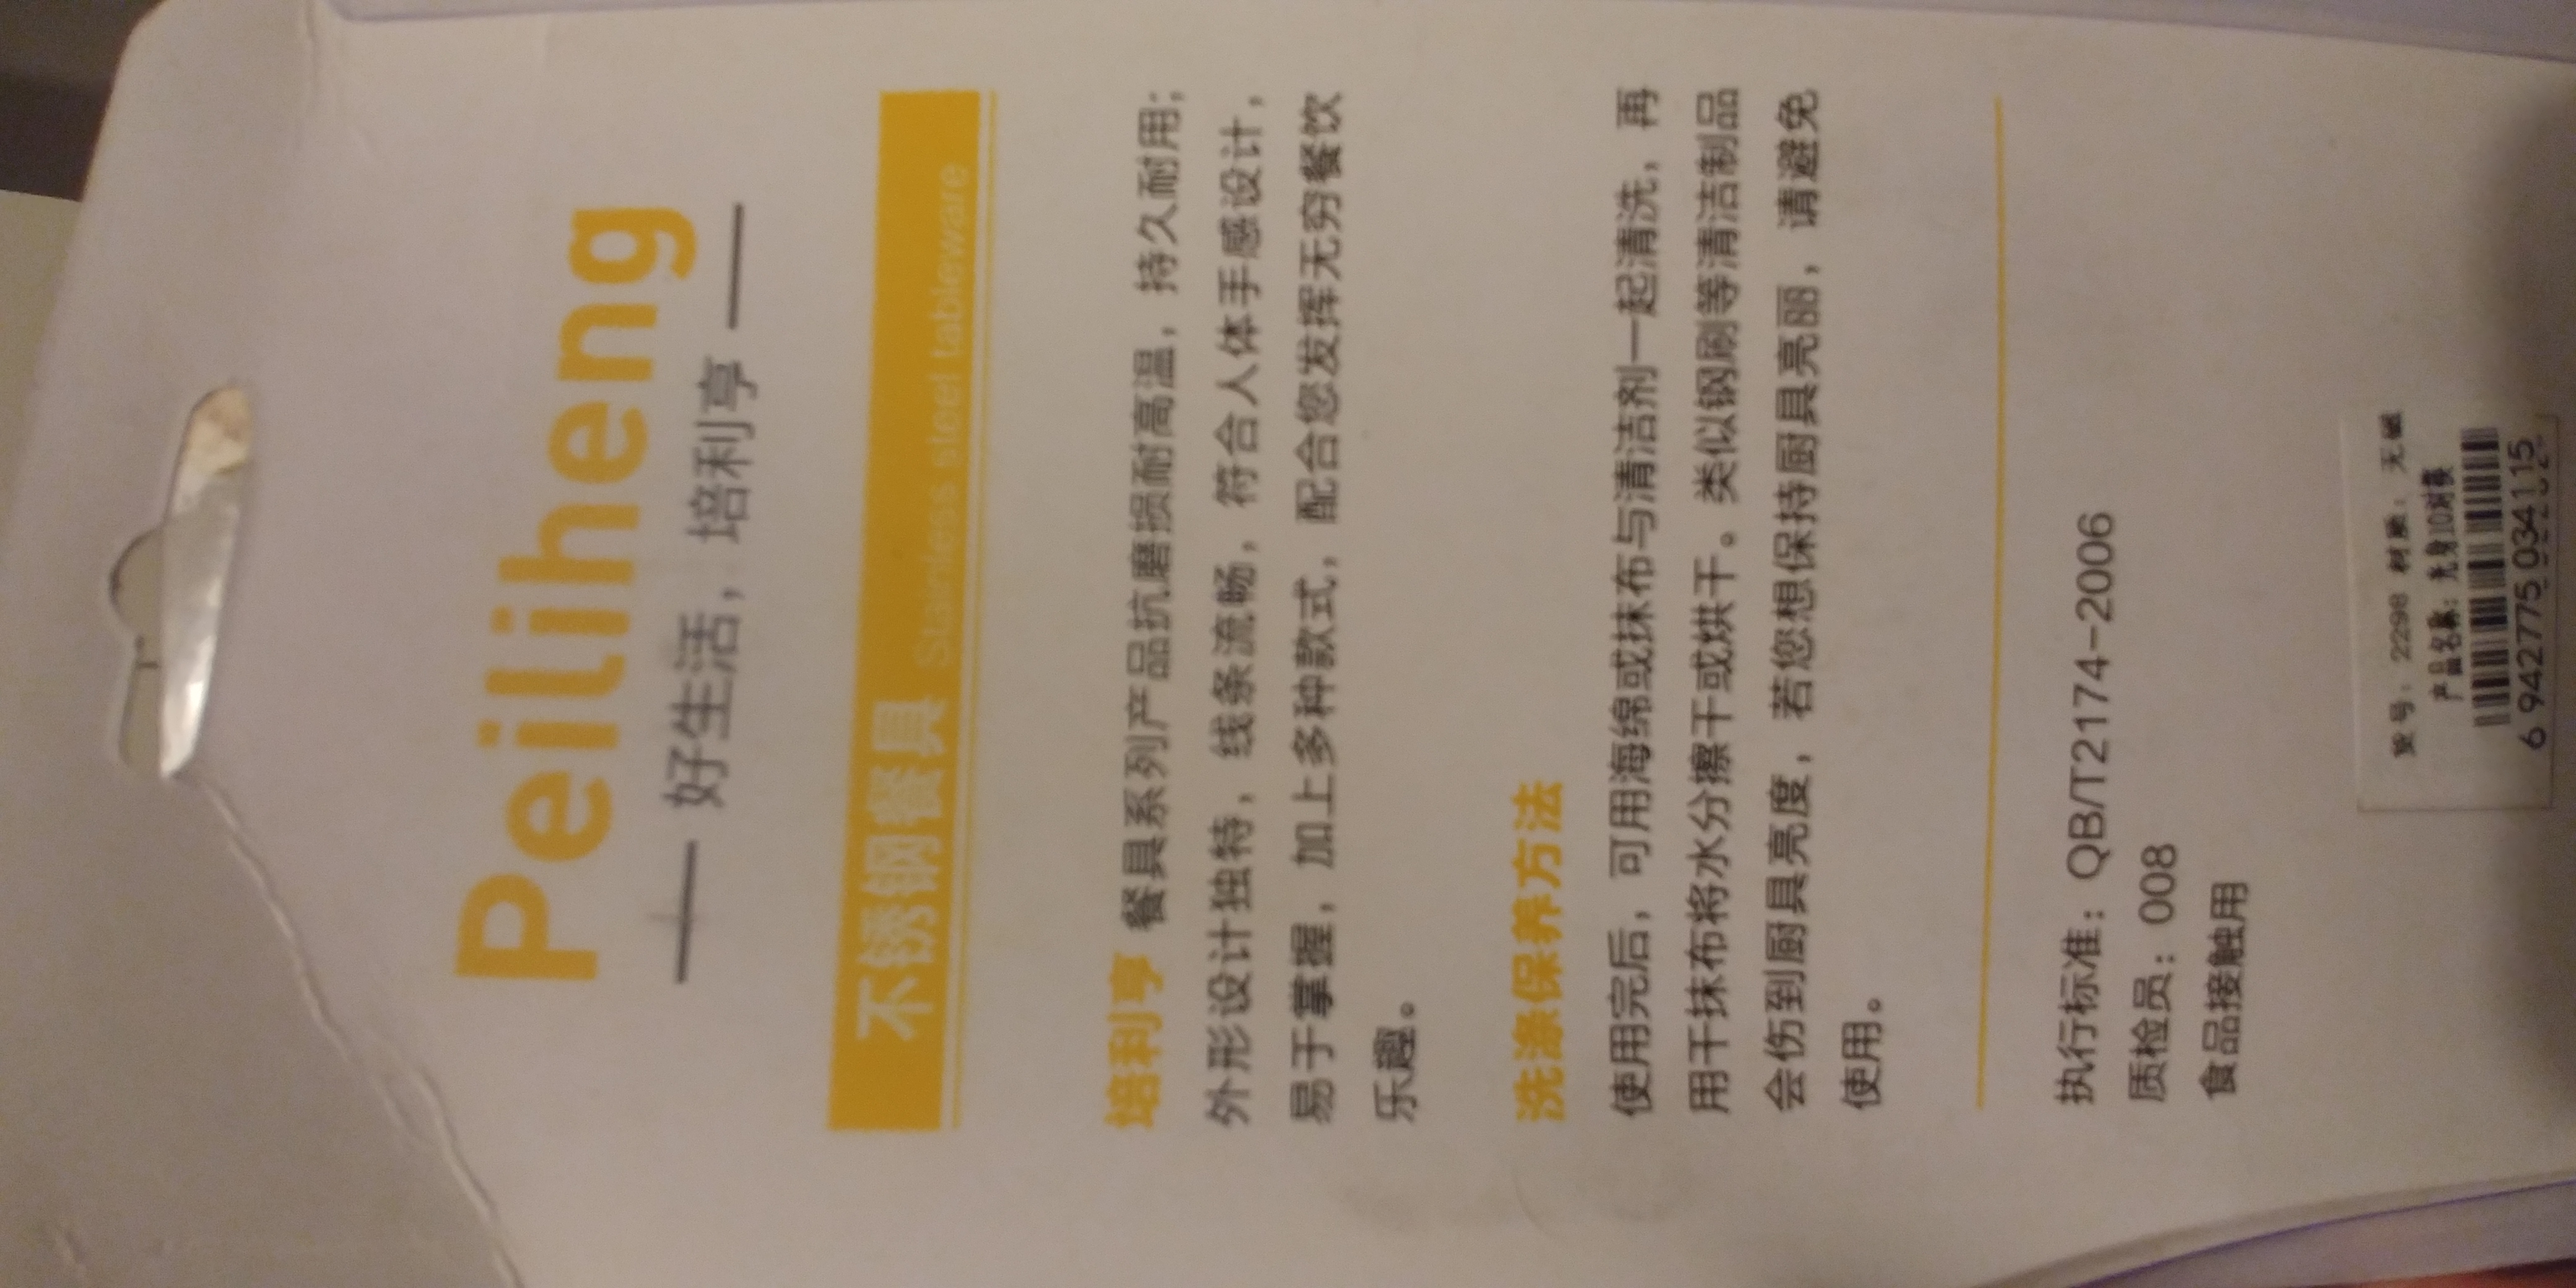 Peiliheng
好生活，培利亨
不锈钢餐具 Stainless steel tableware
培利亨 餐具系列产品抗磨损耐高温，持久耐用；
外形设计独特，线条流畅，符合人体手感设计，
易于掌握，加上多种款式，配合您发挥无穷餐饮
乐趣。
洗涤保养方法
使用完后，可用海绵或抹布与清洁剂一起清洗，再
用干抹布将水分擦干或烘干。类似钢刷等清洁制品
会伤到厨具亮度，若您想保持厨具亮丽，请避免
使用。
执行标准：QB/T2174-2006
质检员：008
食品接触用
货号：2298 材质：无磁
产品名称：光身10对筷
6 942775 034115